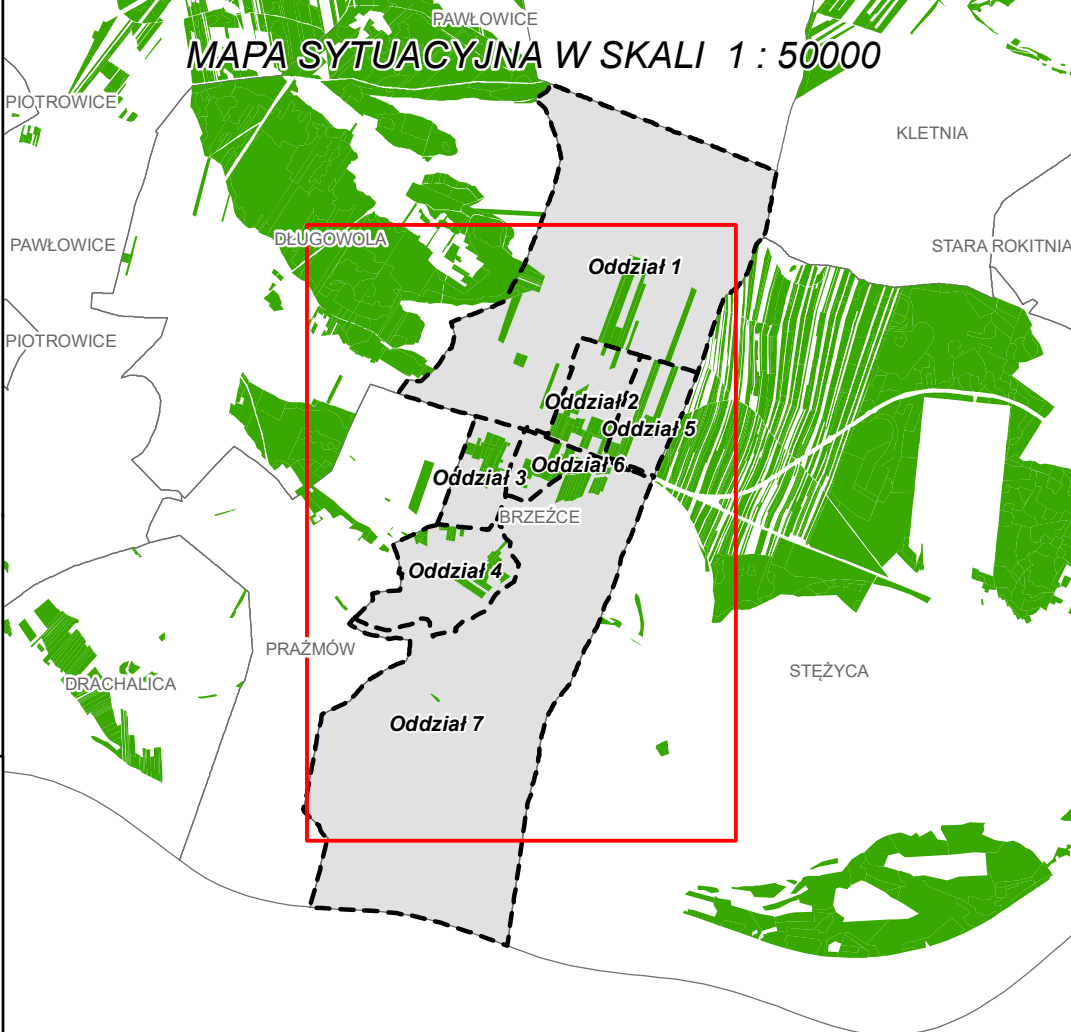 PAWŁOWICE
MAPA SYTUACYJNA W SKALI 1 : 50000
PIOTROWICE
KLETNIA
DŁUGOWOLA
PAWŁOWICE
STARA ROKITNIA
Oddział 1
PIOTROWICE
Oddział 2
Oddział 5
Oddział 6
Oddział 3
BRZEŹCE
Oddział 4
PRAŻMÓW
STĘŻYCA
DRACHALICA
Oddział 7